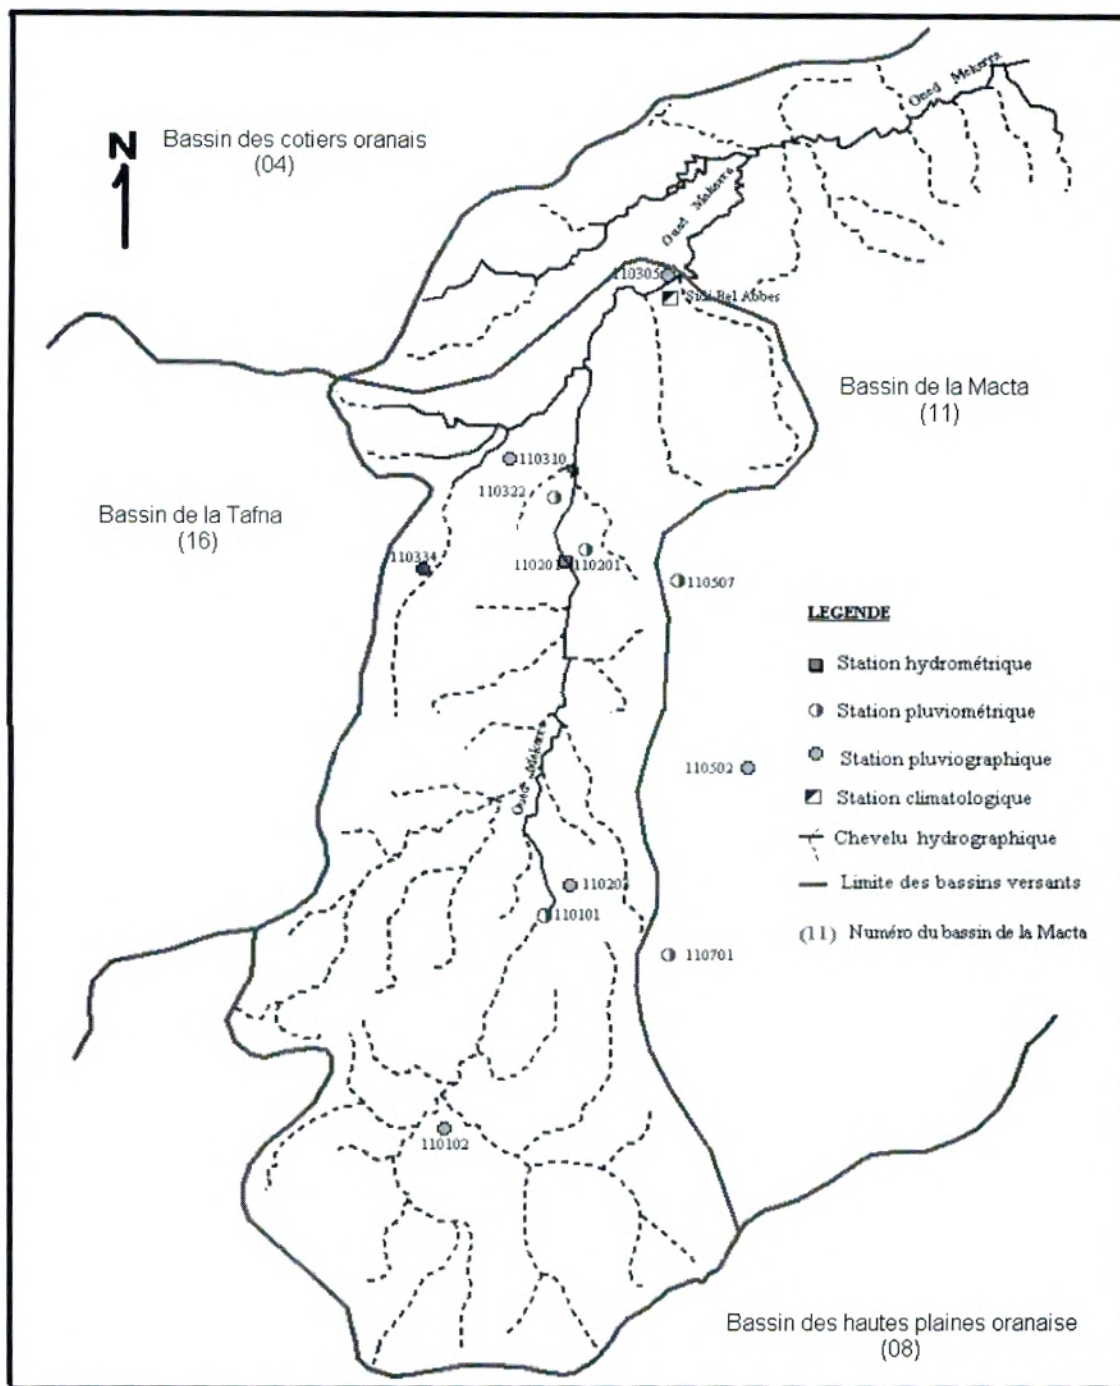 Oued Mekerra
N
Bassin des cotiers oranais
(04)
Oued Mekerra
110305
Sidi Bel Abbes
Bassin de la Macta
(11)
110310
110322
Bassin de la Tafna
(16)
110334
110201
110201
110507
LEGENDE
Station hydrométrique
Station pluviométrique
Station pluviographique
Station climatologique
Chevelu hydrographique
Limite des bassins versants
(11) Numéro du bassin de la Macta
110502
Oued
110101
110701
110102
Bassin des hautes plaines oranaise
(08)